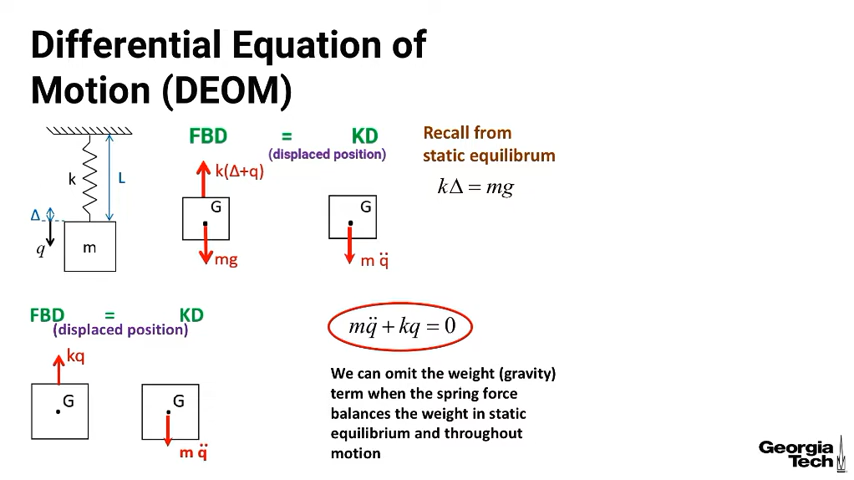 Differential Equation of
Motion (DEOM)
FBD = KD
(displaced position)
k(Δ+q)
G
mg
G
m q̈
k
L
Δ
q
m
Recall from
static equilibrum
kΔ = mg
FBD = KD
(displaced position)
kq
G
G
m q̈
mq̈ + kq = 0
We can omit the weight (gravity)
term when the spring force
balances the weight in static
equilibrium and throughout
motion
Georgia
Tech